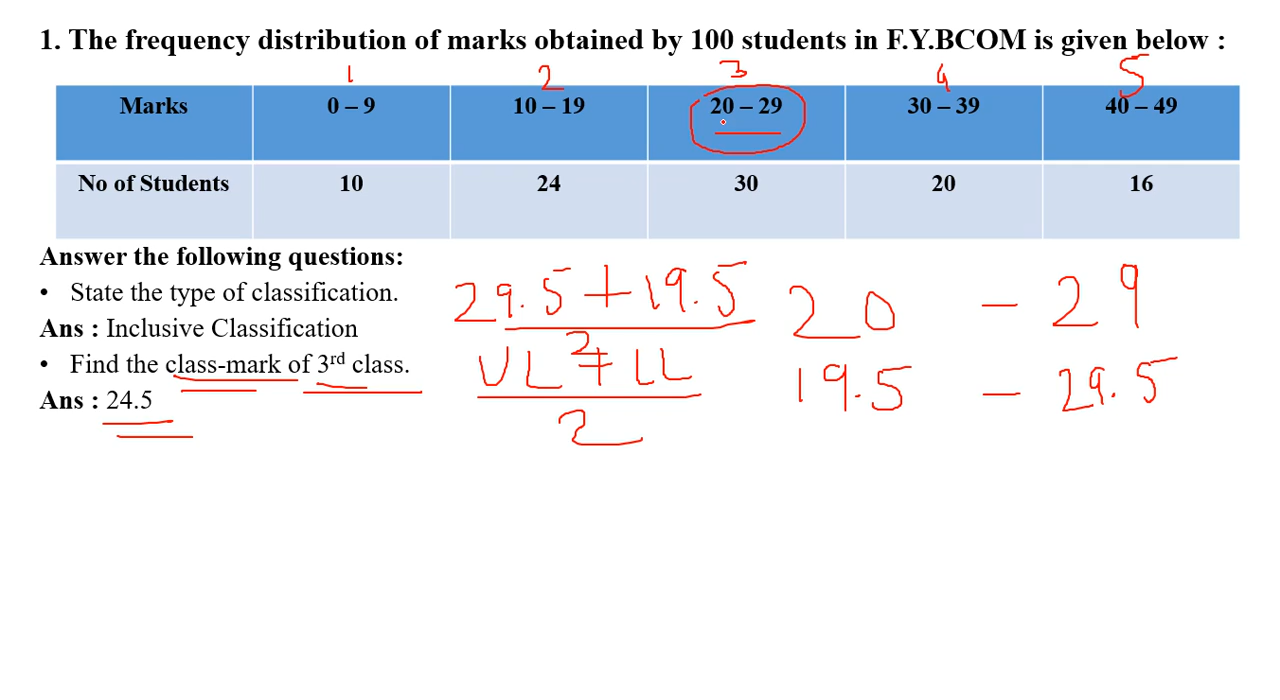 1. The frequency distribution of marks obtained by 100 students in F.Y.BCOM is given below :
1 2 3 4 5
Marks 0 – 9 10 – 19 20 – 29 30 – 39 40 – 49
No of Students 10 24 30 20 16
Answer the following questions:
• State the type of classification.
Ans : Inclusive Classification
• Find the class-mark of 3rd class.
Ans : 24.5
29.5 + 19.5
2
UL + LL
2
20 – 29
19.5 – 29.5